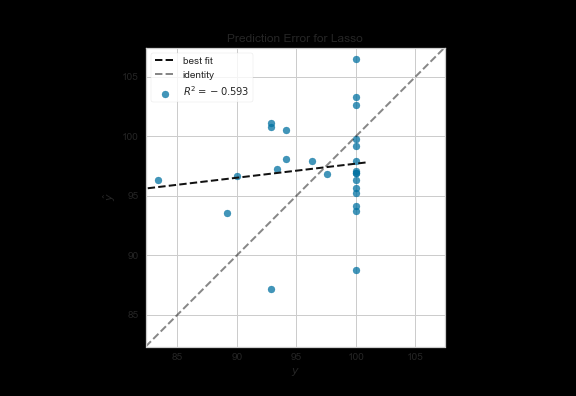 Prediction Error for Lasso
best fit
identity
R² = − 0.593
105
100
95
90
85
ŷ
85 90 95 100 105
y